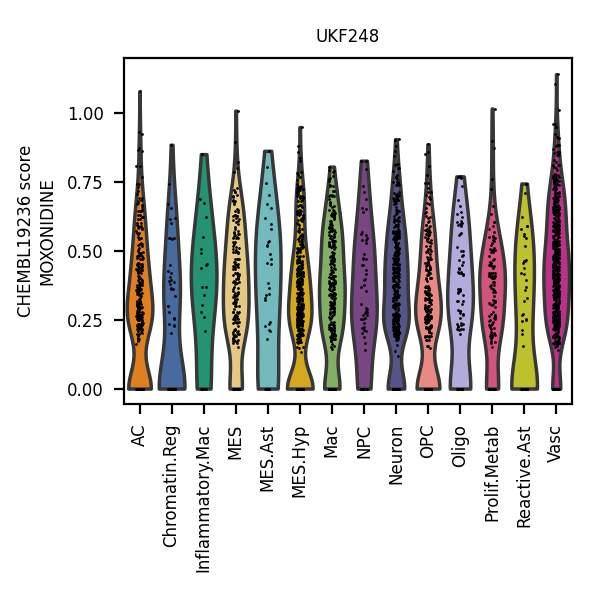 UKF248
CHEMBL19236 score
MOXONIDINE
1.00
0.75
0.50
0.25
0.00
AC
Chromatin.Reg
Inflammatory.Mac
MES
MES.Ast
MES.Hyp
Mac
NPC
Neuron
OPC
Oligo
Prolif.Metab
Reactive.Ast
Vasc